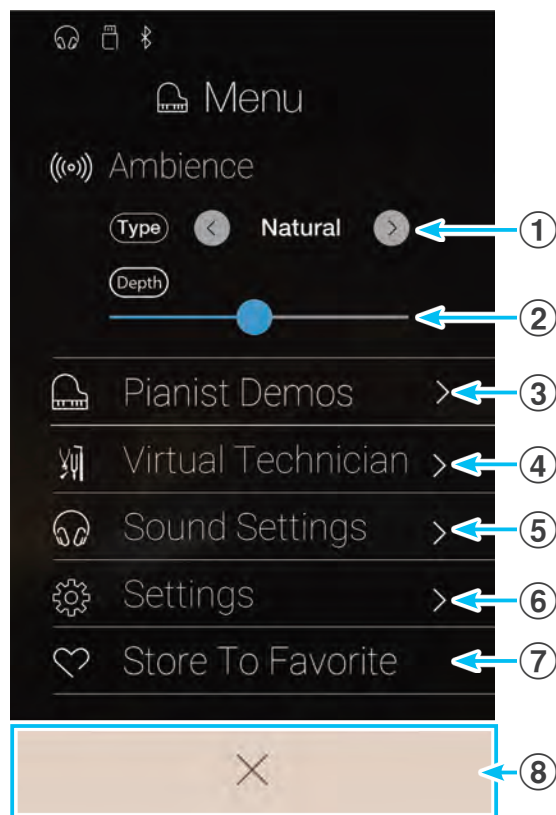 Menu
Ambience
Type Natural ①
Depth
②
Pianist Demos ③
Virtual Technician ④
Sound Settings ⑤
Settings ⑥
Store To Favorite ⑦
⑧